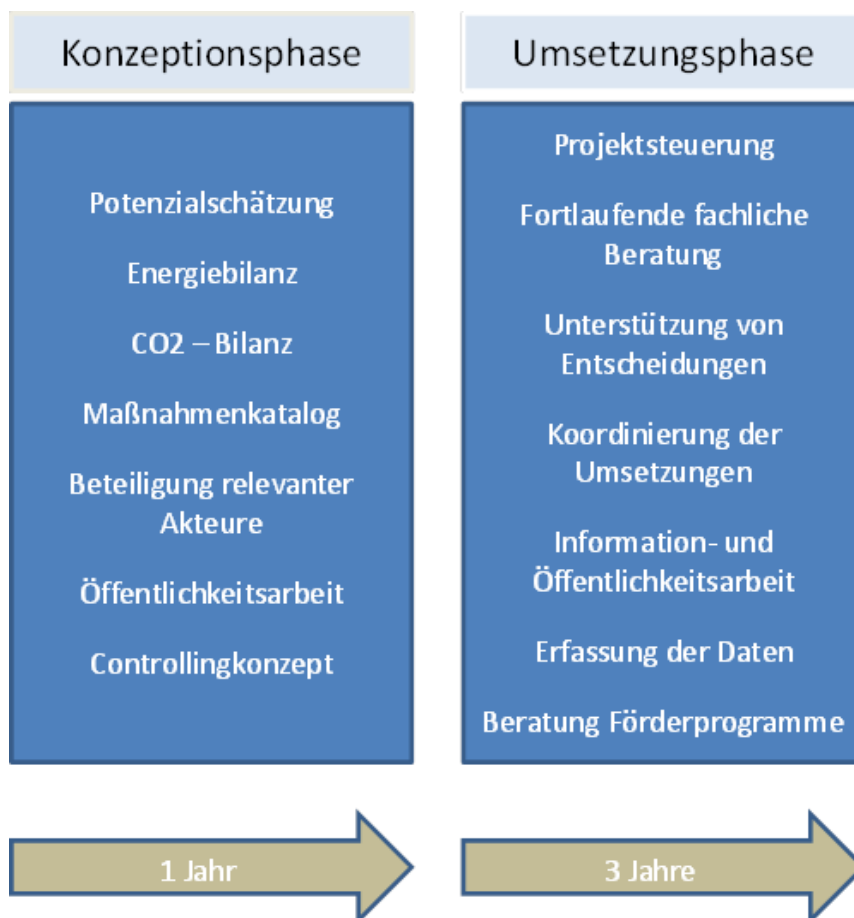 Konzeptionsphase
Potenzialschätzung
Energiebilanz
CO2 – Bilanz
Maßnahmenkatalog
Beteiligung relevanter
Akteure
Öffentlichkeitsarbeit
Controllingkonzept
1 Jahr
Umsetzungsphase
Projektsteuerung
Fortlaufende fachliche
Beratung
Unterstützung von
Entscheidungen
Koordinierung der
Umsetzungen
Information- und
Öffentlichkeitsarbeit
Erfassung der Daten
Beratung Förderprogramme
3 Jahre